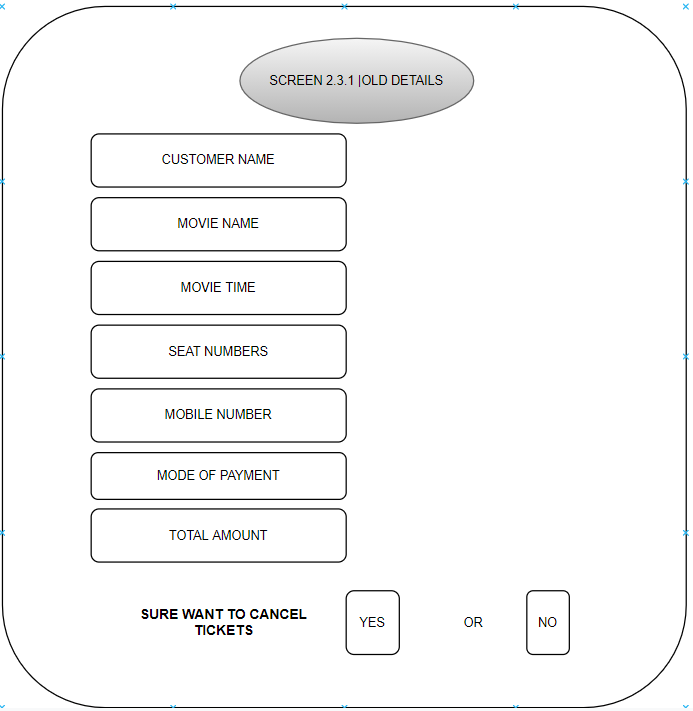 SCREEN 2.3.1 |OLD DETAILS
CUSTOMER NAME
MOVIE NAME
MOVIE TIME
SEAT NUMBERS
MOBILE NUMBER
MODE OF PAYMENT
TOTAL AMOUNT
SURE WANT TO CANCEL
TICKETS
YES
OR
NO